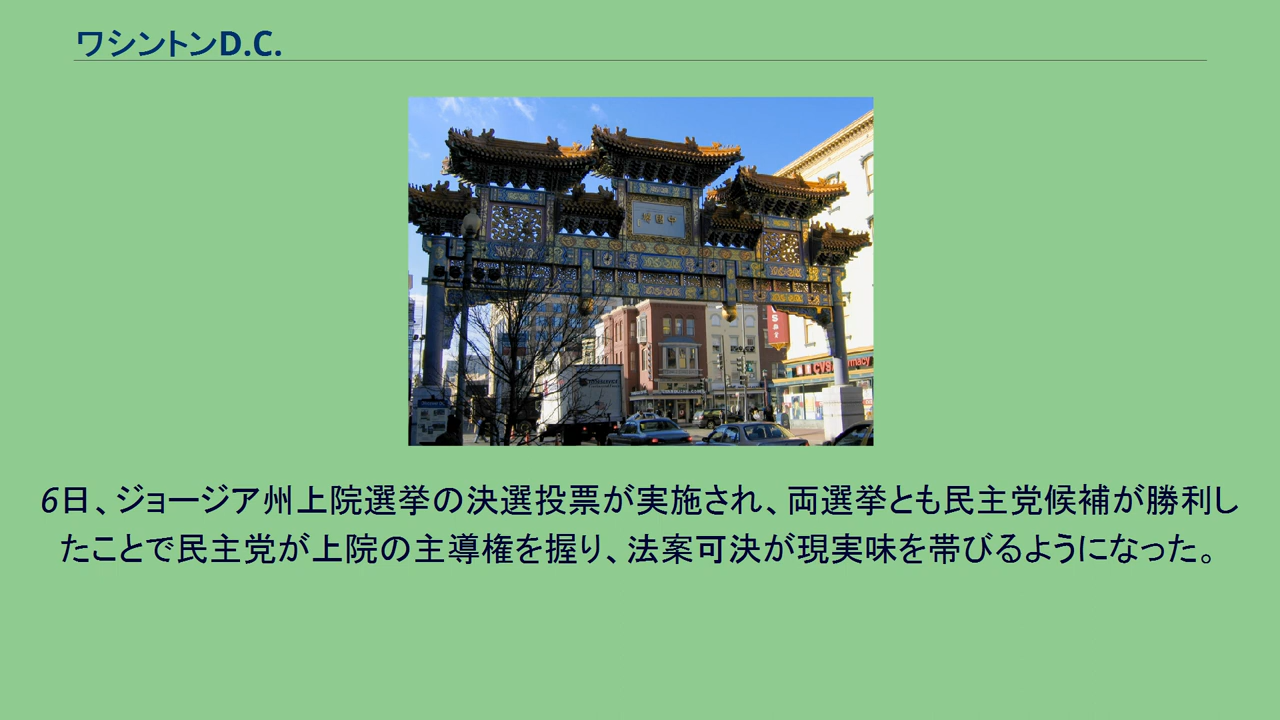 ワシントンD.C.
中國城
CVS pharmacy
6日、ジョージア州上院選挙の決選投票が実施され、両選挙とも民主党候補が勝利し
たことで民主党が上院の主導権を握り、法案可決が現実味を帯びるようになった。